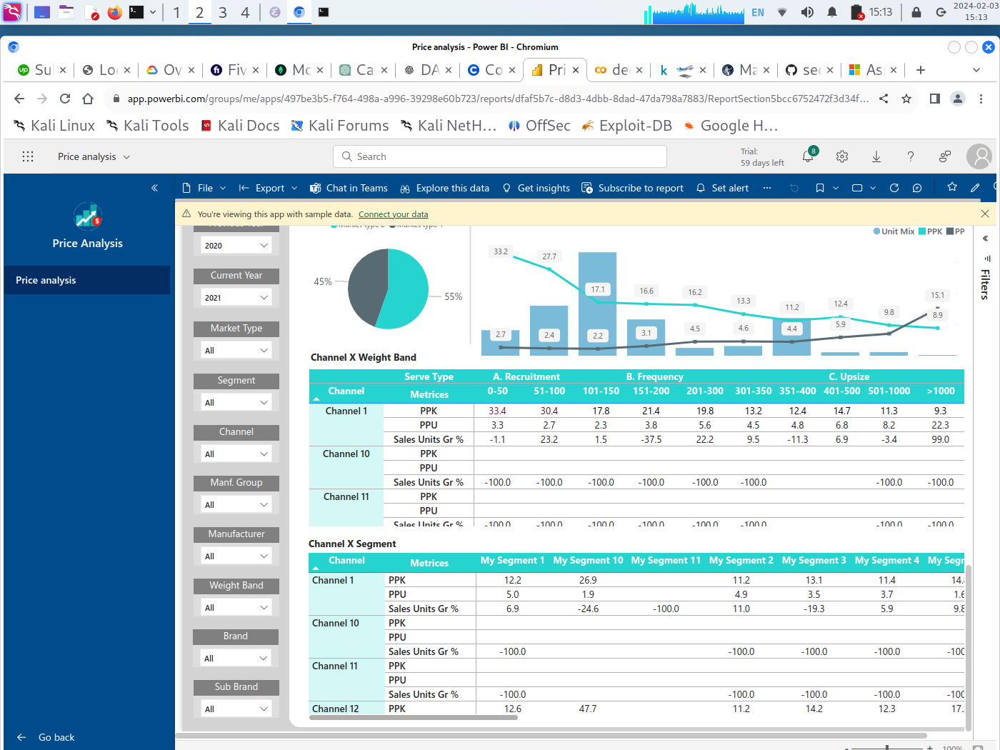 1 2 3 4 EN 15:13 2024-02-03
15:13
Price analysis - Power BI - Chromium
Su Lo Ov Fiv Mo Ca DA Co Pri de k Ma sec Ass
app.powerbi.com/groups/me/apps/497be3b5-f764-498a-a996-39298e60b723/reports/dfaf5b7c-d8d3-4dbb-8dad-47da798a7883/ReportSection5bcc6752472f3d34f...
Kali Linux Kali Tools Kali Docs Kali Forums Kali NetH... OffSec Exploit-DB Google H...
Price analysis Search Trial:
59 days left 8
File Export Chat in Teams Explore this data Get insights Subscribe to report Set alert
You're viewing this app with sample data. Connect your data
Price Analysis
Price analysis
Go back
Previous Year
2020
Current Year
2021
Market Type
All
Segment
All
Channel
All
Manf. Group
All
Manufacturer
All
Weight Band
All
Brand
All
Sub Brand
All
Market type 2 Market type 1
45% 55%
Unit Mix PPK PP
33.2 27.7 17.1 16.6 16.2 13.3 11.2 12.4 9.8 15.1
8.9
2.7 2.4 2.2 3.1 4.5 4.6 4.4 5.9
Filters
Channel X Weight Band
Serve Type A. Recruitment B. Frequency C. Upsize
Channel Metrices 0-50 51-100 101-150 151-200 201-300 301-350 351-400 401-500 501-1000 >1000
Channel 1 PPK 33.4 30.4 17.8 21.4 19.8 13.2 12.4 14.7 11.3 9.3
PPU 3.3 2.7 2.3 3.8 5.6 4.5 4.8 6.8 8.2 22.3
Sales Units Gr % -1.1 23.2 1.5 -37.5 22.2 9.5 -11.3 6.9 -3.4 99.0
Channel 10 PPK
PPU
Sales Units Gr % -100.0 -100.0 -100.0 -100.0 -100.0 -100.0 -100.0 -100.0
Channel 11 PPK
PPU
Sales Units Gr % -100.0 -100.0 -100.0 -100.0 -100.0 -100.0 -100.0 -100.0
Channel X Segment
Channel Metrices My Segment 1 My Segment 10 My Segment 11 My Segment 2 My Segment 3 My Segment 4 My Segr
Channel 1 PPK 12.2 26.9 11.2 13.1 11.4 14.
PPU 5.0 1.9 4.9 3.5 3.7 1.6
Sales Units Gr % 6.9 -24.6 -100.0 11.0 -19.3 5.9 9.8
Channel 10 PPK
PPU
Sales Units Gr % -100.0 -100.0 -100.0 -100.0 -100
Channel 11 PPK
PPU
Sales Units Gr % -100.0 -100.0 -100.0 -100.0 -100
Channel 12 PPK 12.6 47.7 11.2 14.2 12.3 17.
- + 100%